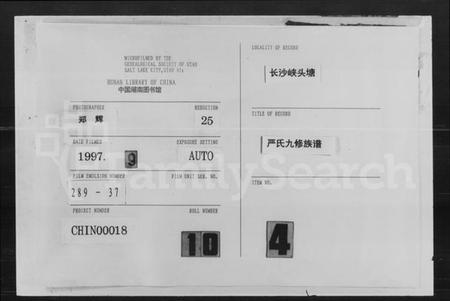 MICROFILMED BY THE
GENEALOGICAL SOCIETY OF UTAH
SALT LAKE CITY, UTAH
HUNAN LIBRARY OF CHINA
中国湖南图书馆
PHOTOGRAPHER
郑 辉
REDUCTION
25
DATE FILMED
1997. 9
EXPOSURE SETTING
AUTO
FILM EMULSION NUMBER
289 - 37
FILM UNIT SER. NO.
PROJECT NUMBER
CHIN00018
ROLL NUMBER
10
LOCALITY OF RECORD
长沙峡头塘
TITLE OF RECORD
严氏九修族谱
ITEM NO.
4
FamilySearch